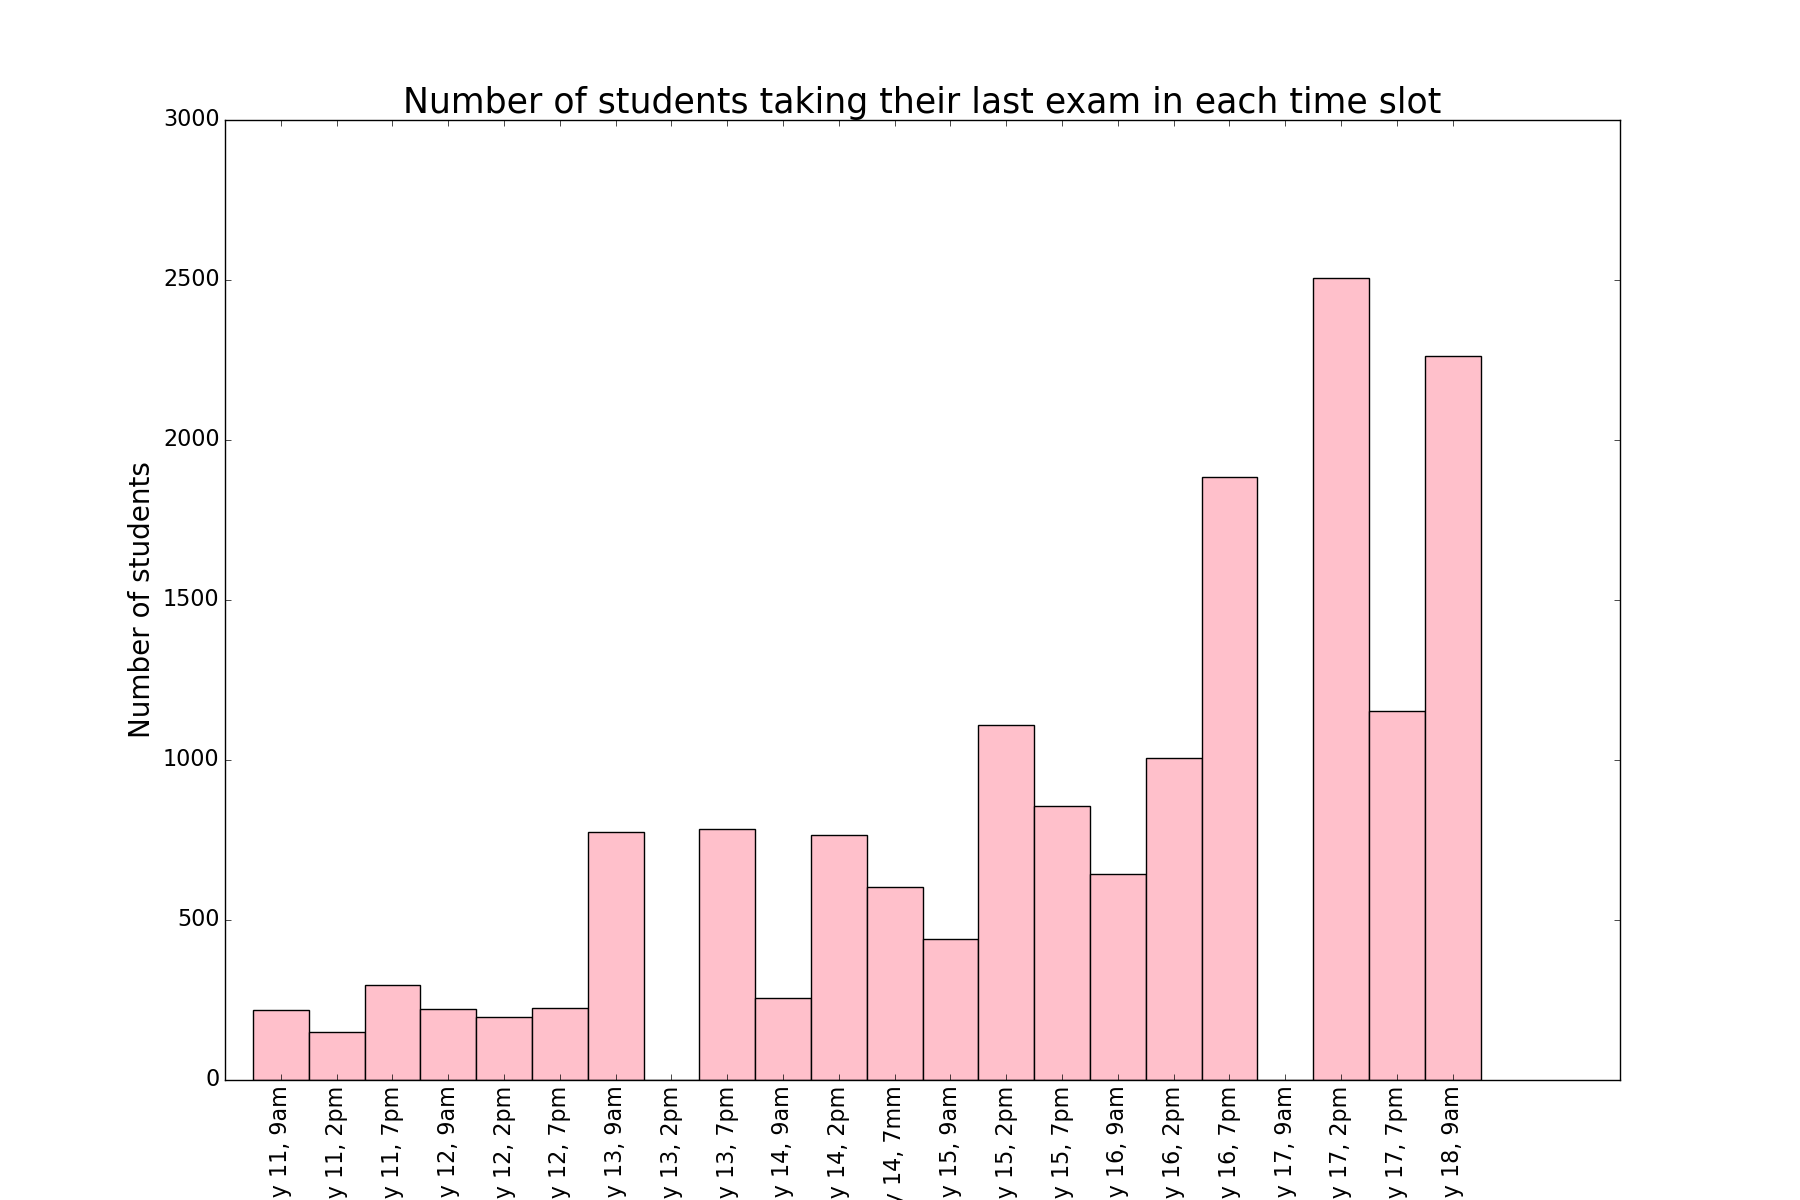 Number of students taking their last exam in each time slot
Number of students
3000
2500
2000
1500
1000
500
0
y 11, 9am
y 11, 2pm
y 11, 7pm
y 12, 9am
y 12, 2pm
y 12, 7pm
y 13, 9am
y 13, 2pm
y 13, 7pm
y 14, 9am
y 14, 2pm
y 14, 7mm
y 15, 9am
y 15, 2pm
y 15, 7pm
y 16, 9am
y 16, 2pm
y 16, 7pm
y 17, 9am
y 17, 2pm
y 17, 7pm
y 18, 9am